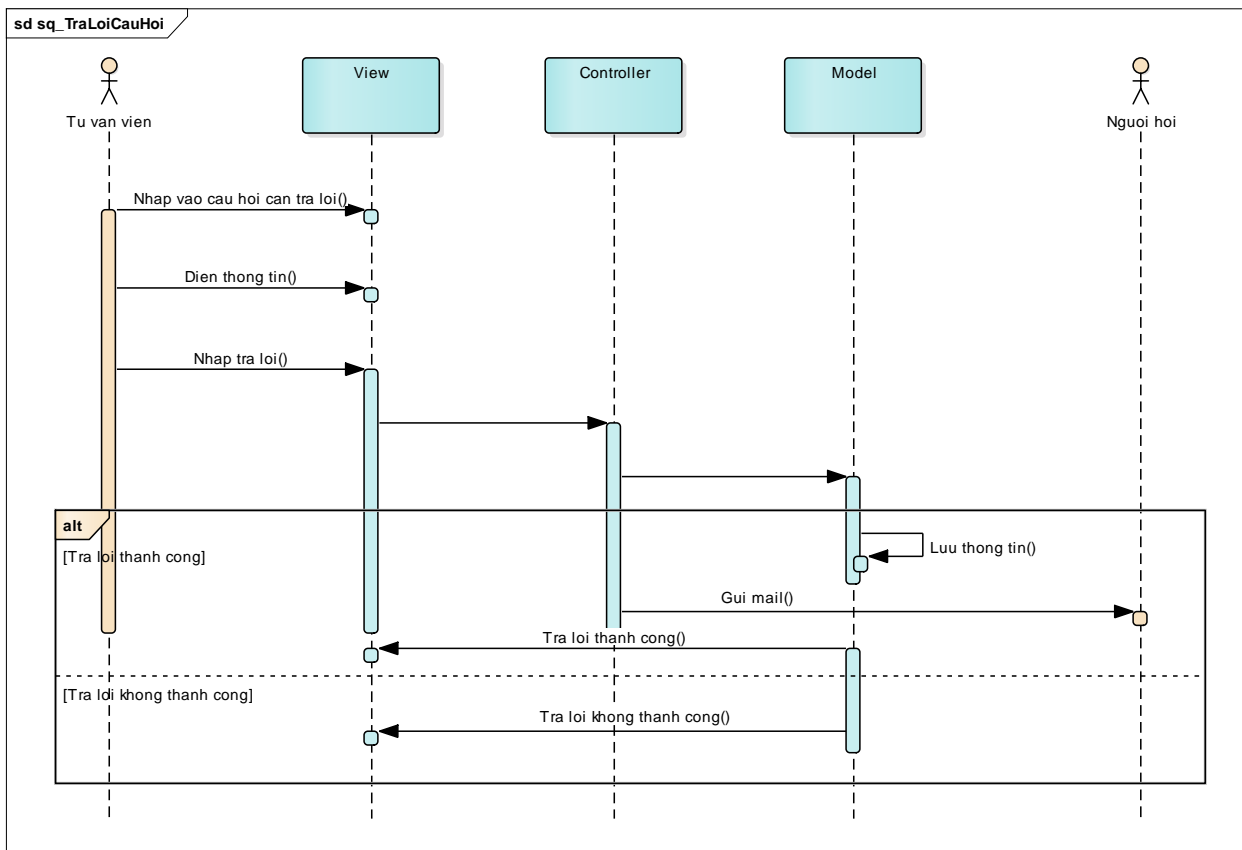 sd sq_TraLoiCauHoi
View
Controller
Model
Tu van vien
Nguoi hoi
Nhap vao cau hoi can tra loi()
Dien thong tin()
Nhap tra loi()
alt
[Tra loi thanh cong]
Luu thong tin()
Gui mail()
Tra loi thanh cong()
[Tra loi khong thanh cong]
Tra loi khong thanh cong()